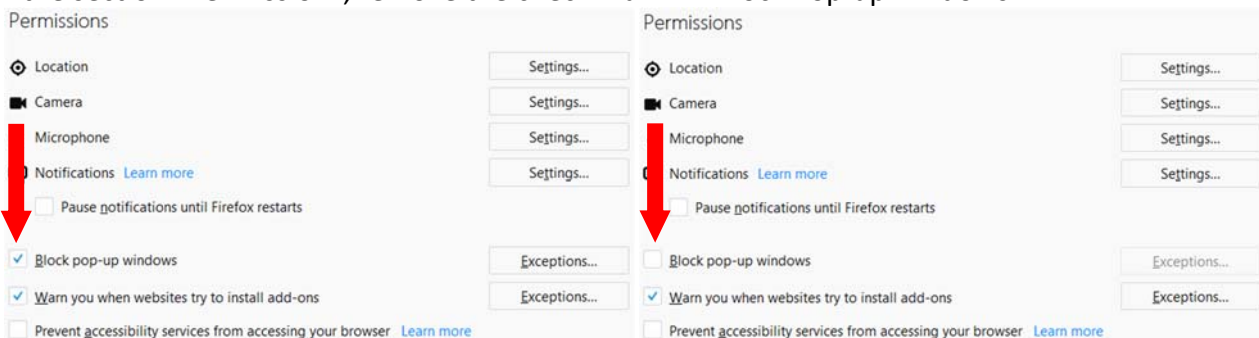 Permissions
Location Settings...
Camera Settings...
Microphone Settings...
Notifications Learn more Settings...
Pause notifications until Firefox restarts
Block pop-up windows Exceptions...
Warn you when websites try to install add-ons Exceptions...
Prevent accessibility services from accessing your browser Learn more
Permissions
Location Settings...
Camera Settings...
Microphone Settings...
Notifications Learn more Settings...
Pause notifications until Firefox restarts
Block pop-up windows Exceptions...
Warn you when websites try to install add-ons Exceptions...
Prevent accessibility services from accessing your browser Learn more